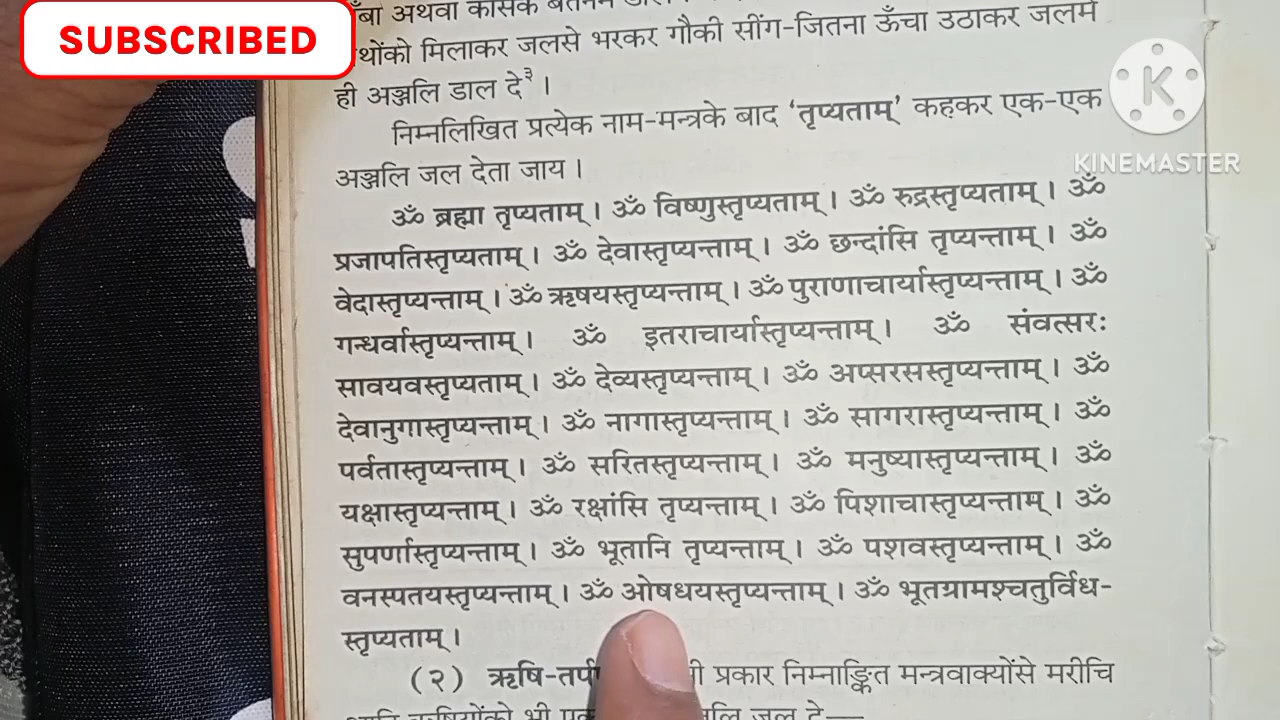 SUBSCRIBED
अथवा
थोंको मिलाकर जलसे भरकर गौकी सींग-जितना ऊँचा उठाकर जलमें
ही अञ्जलि डाल दे३ ।
KINEMASTER
निम्नलिखित प्रत्येक नाम-मन्त्रके बाद ‘तृप्यताम्’ कहकर एक-एक
अञ्जलि जल देता जाय ।
ॐ ब्रह्मा तृप्यताम् । ॐ विष्णुस्तृप्यताम् । ॐ रुद्रस्तृप्यताम् । ॐ
प्रजापतिस्तृप्यताम् । ॐ देवास्तृप्यन्ताम् । ॐ छन्दांसि तृप्यन्ताम् । ॐ
वेदास्तृप्यन्ताम् । ॐ ऋषयस्तृप्यन्ताम् । ॐ पुराणाचार्यास्तृप्यन्ताम् । ॐ
गन्धर्वास्तृप्यन्ताम् । ॐ इतराचार्यास्तृप्यन्ताम् । ॐ संवत्सरः
सावयवस्तृप्यताम् । ॐ देव्यस्तृप्यन्ताम् । ॐ अप्सरसस्तृप्यन्ताम् । ॐ
देवानुगास्तृप्यन्ताम् । ॐ नागास्तृप्यन्ताम् । ॐ सागरास्तृप्यन्ताम् । ॐ
पर्वतास्तृप्यन्ताम् । ॐ सरितस्तृप्यन्ताम् । ॐ मनुष्यास्तृप्यन्ताम् । ॐ
यक्षास्तृप्यन्ताम् । ॐ रक्षांसि तृप्यन्ताम् । ॐ पिशाचास्तृप्यन्ताम् । ॐ
सुपर्णास्तृप्यन्ताम् । ॐ भूतानि तृप्यन्ताम् । ॐ पशवस्तृप्यन्ताम् । ॐ
वनस्पतयस्तृप्यन्ताम् । ॐ ओषधयस्तृप्यन्ताम् । ॐ भूतग्रामश्चतुर्विध-
स्तृप्यताम् ।
(२) ऋषि-तर्प प्रकार निम्नाङ्कित मन्त्रवाक्योंसे मरीचि
जल दे—